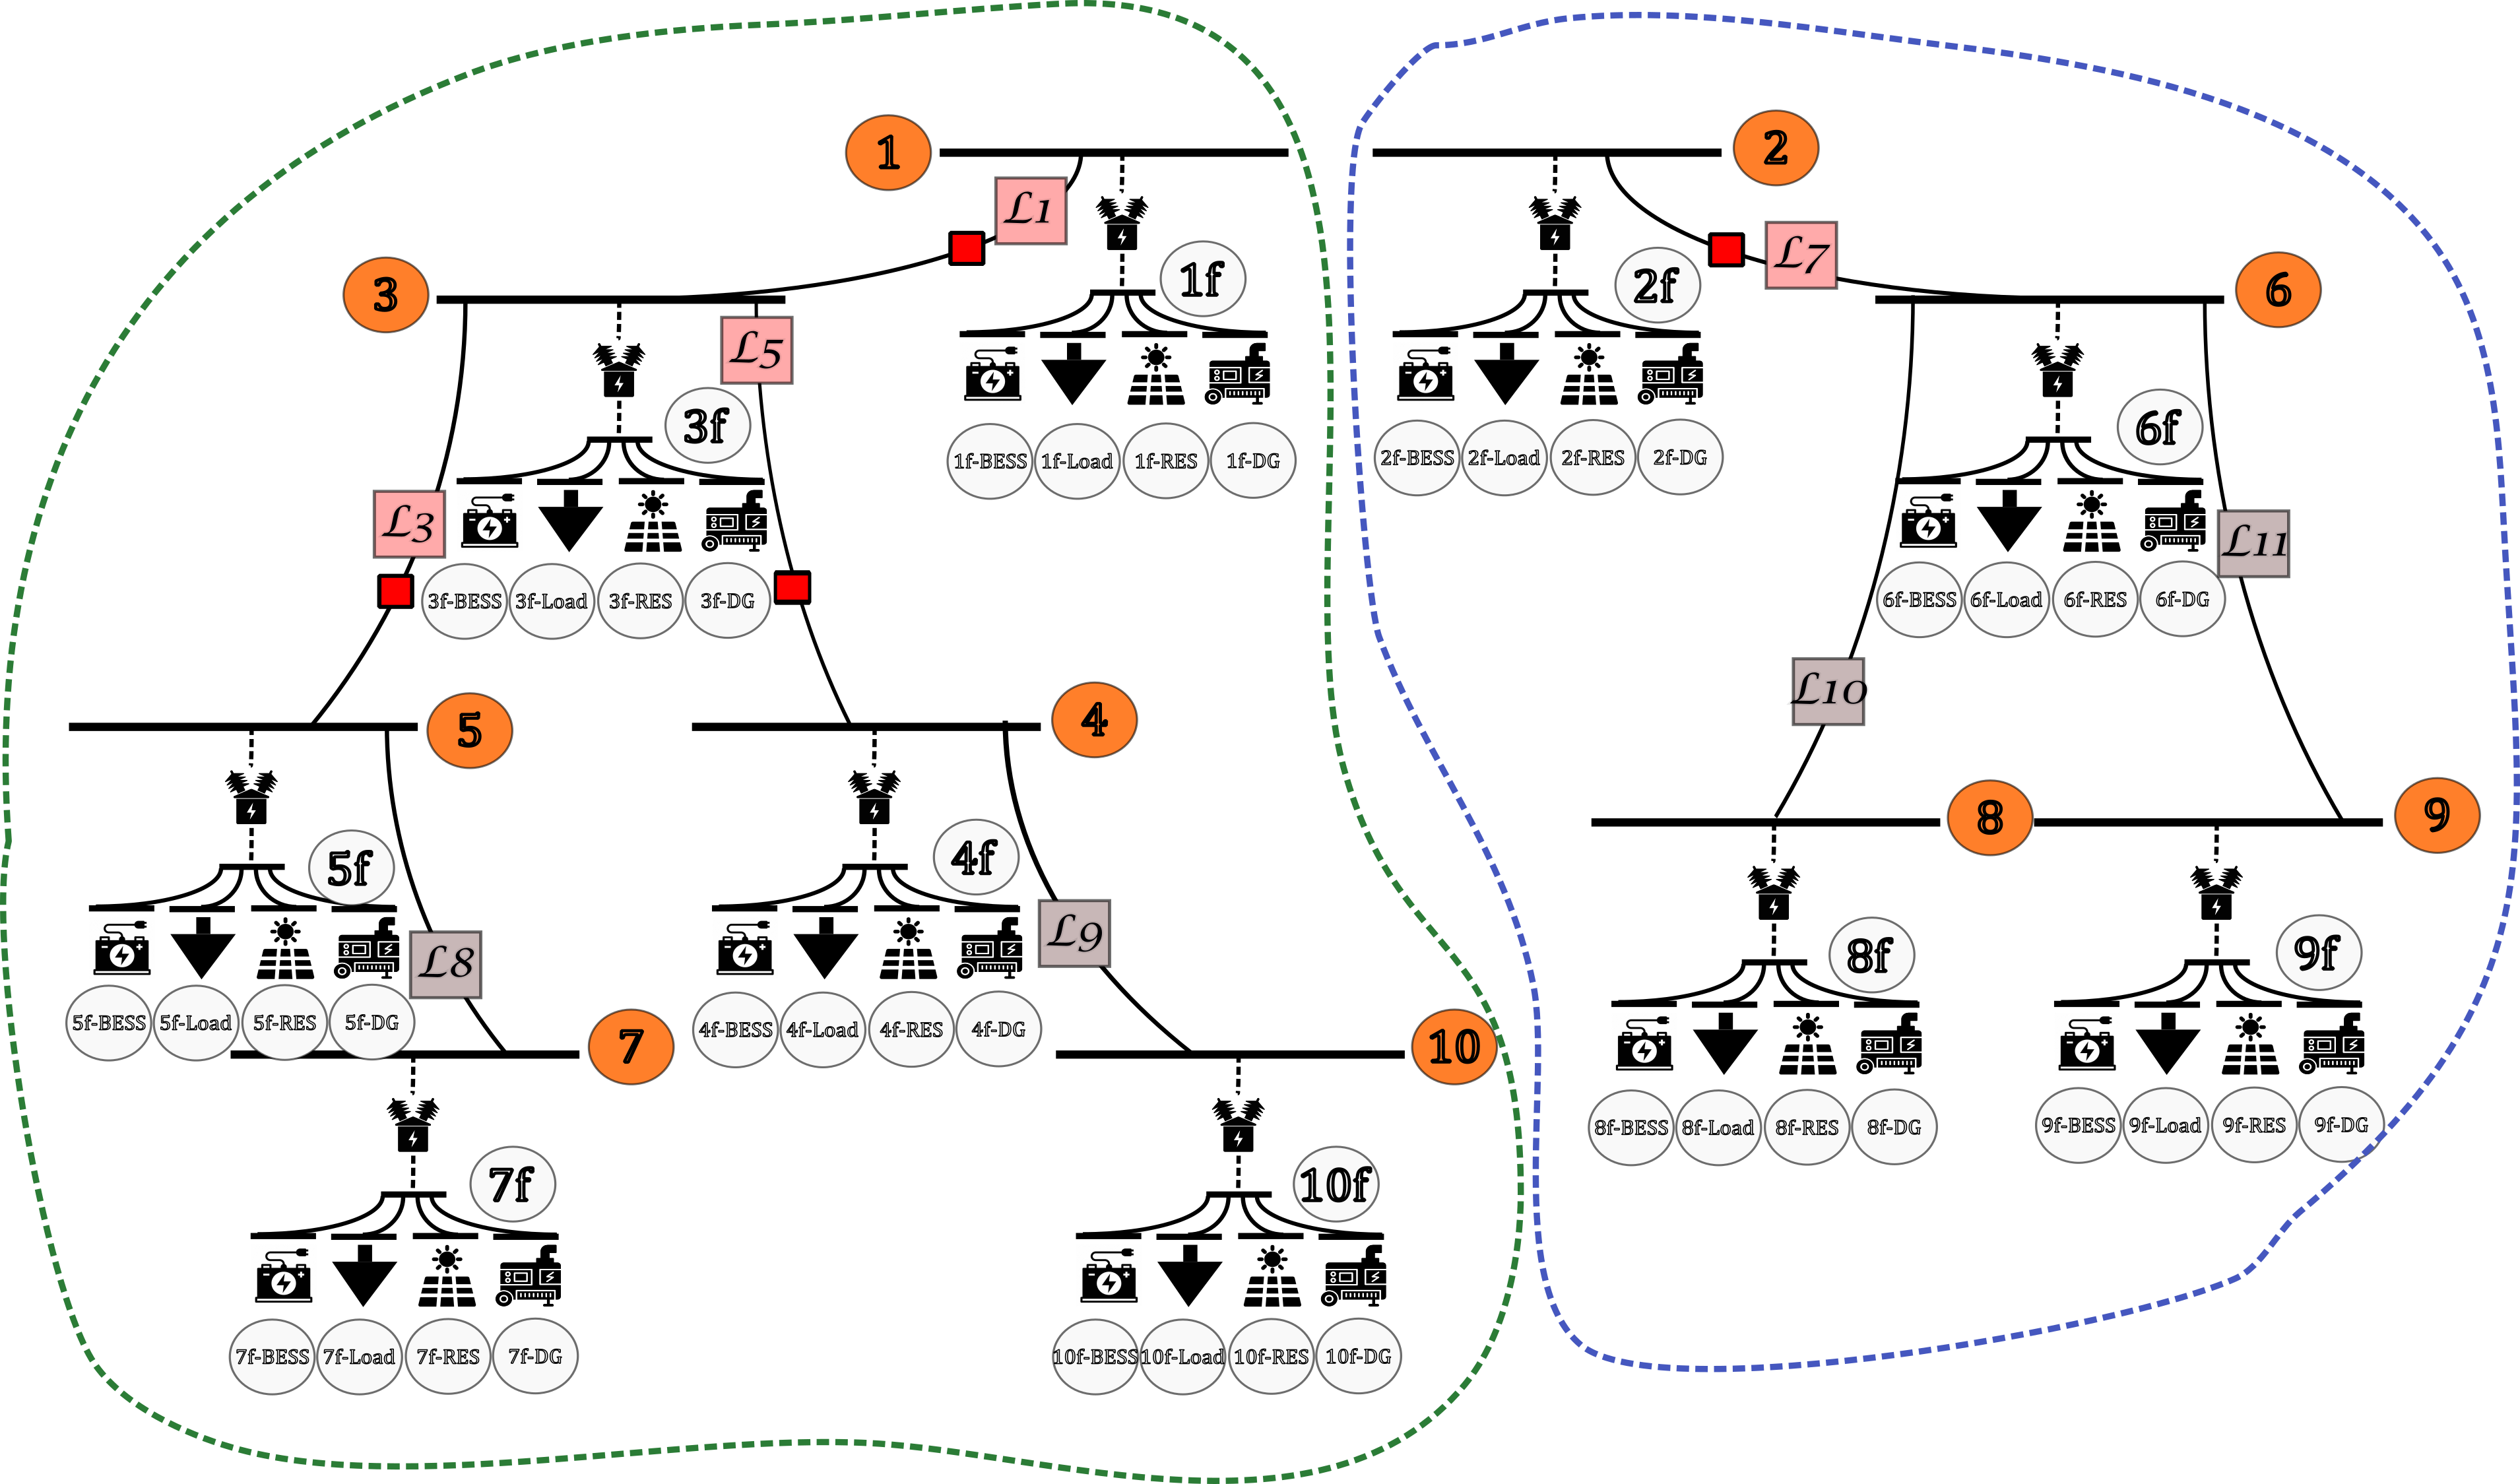 1
2
ℒ1
ℒ7
1f
2f
3
6
ℒ5
3f
6f
1f-BESS 1f-Load 1f-RES 1f-DG
2f-BESS 2f-Load 2f-RES 2f-DG
ℒ3
ℒ11
3f-BESS 3f-Load 3f-RES 3f-DG
6f-BESS 6f-Load 6f-RES 6f-DG
ℒ10
5
4
8
9
5f
4f
ℒ8
ℒ9
8f
9f
5f-BESS 5f-Load 5f-RES 5f-DG
4f-BESS 4f-Load 4f-RES 4f-DG
7
10
8f-BESS 8f-Load 8f-RES 8f-DG
9f-BESS 9f-Load 9f-RES 9f-DG
7f
10f
7f-BESS 7f-Load 7f-RES 7f-DG
10f-BESS 10f-Load 10f-RES 10f-DG